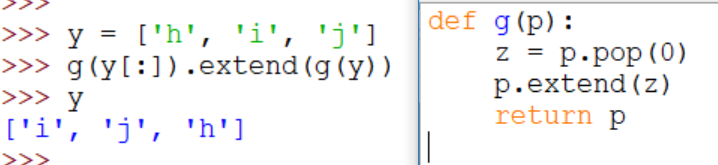 >>>
>>> y = ['h', 'i', 'j']
>>> g(y[:]).extend(g(y))
>>> y
['i', 'j', 'h']
>>>
def g(p):
    z = p.pop(0)
    p.extend(z)
    return p